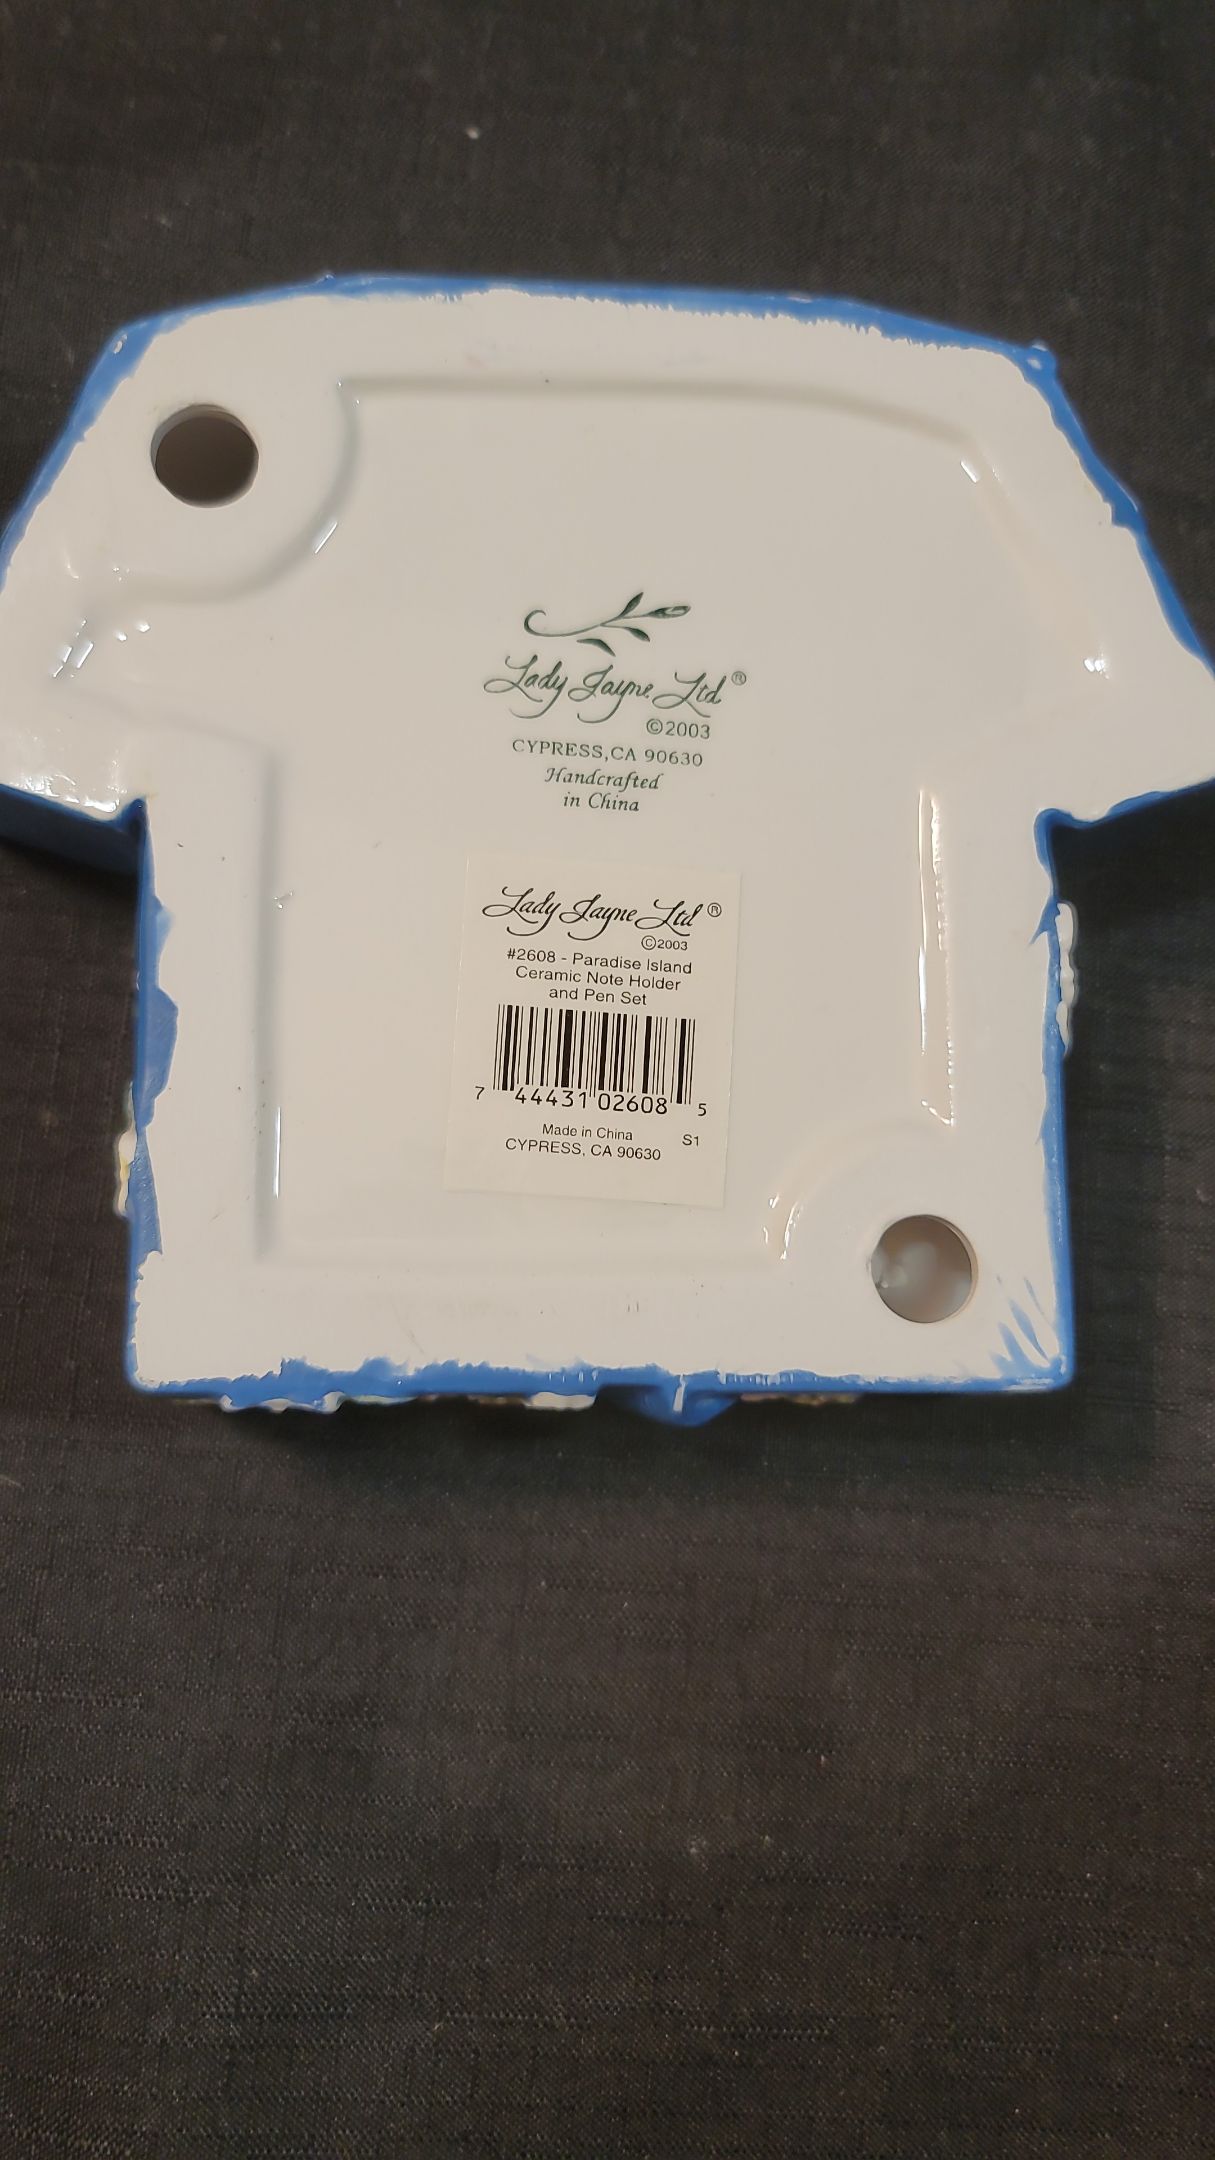 Lady Jayne Ltd.®
©2003
CYPRESS, CA 90630
Handcrafted
in China
Lady Jayne Ltd®
©2003
#2608 - Paradise Island
Ceramic Note Holder
and Pen Set
7 44431 02608 5
Made in China S1
CYPRESS, CA 90630